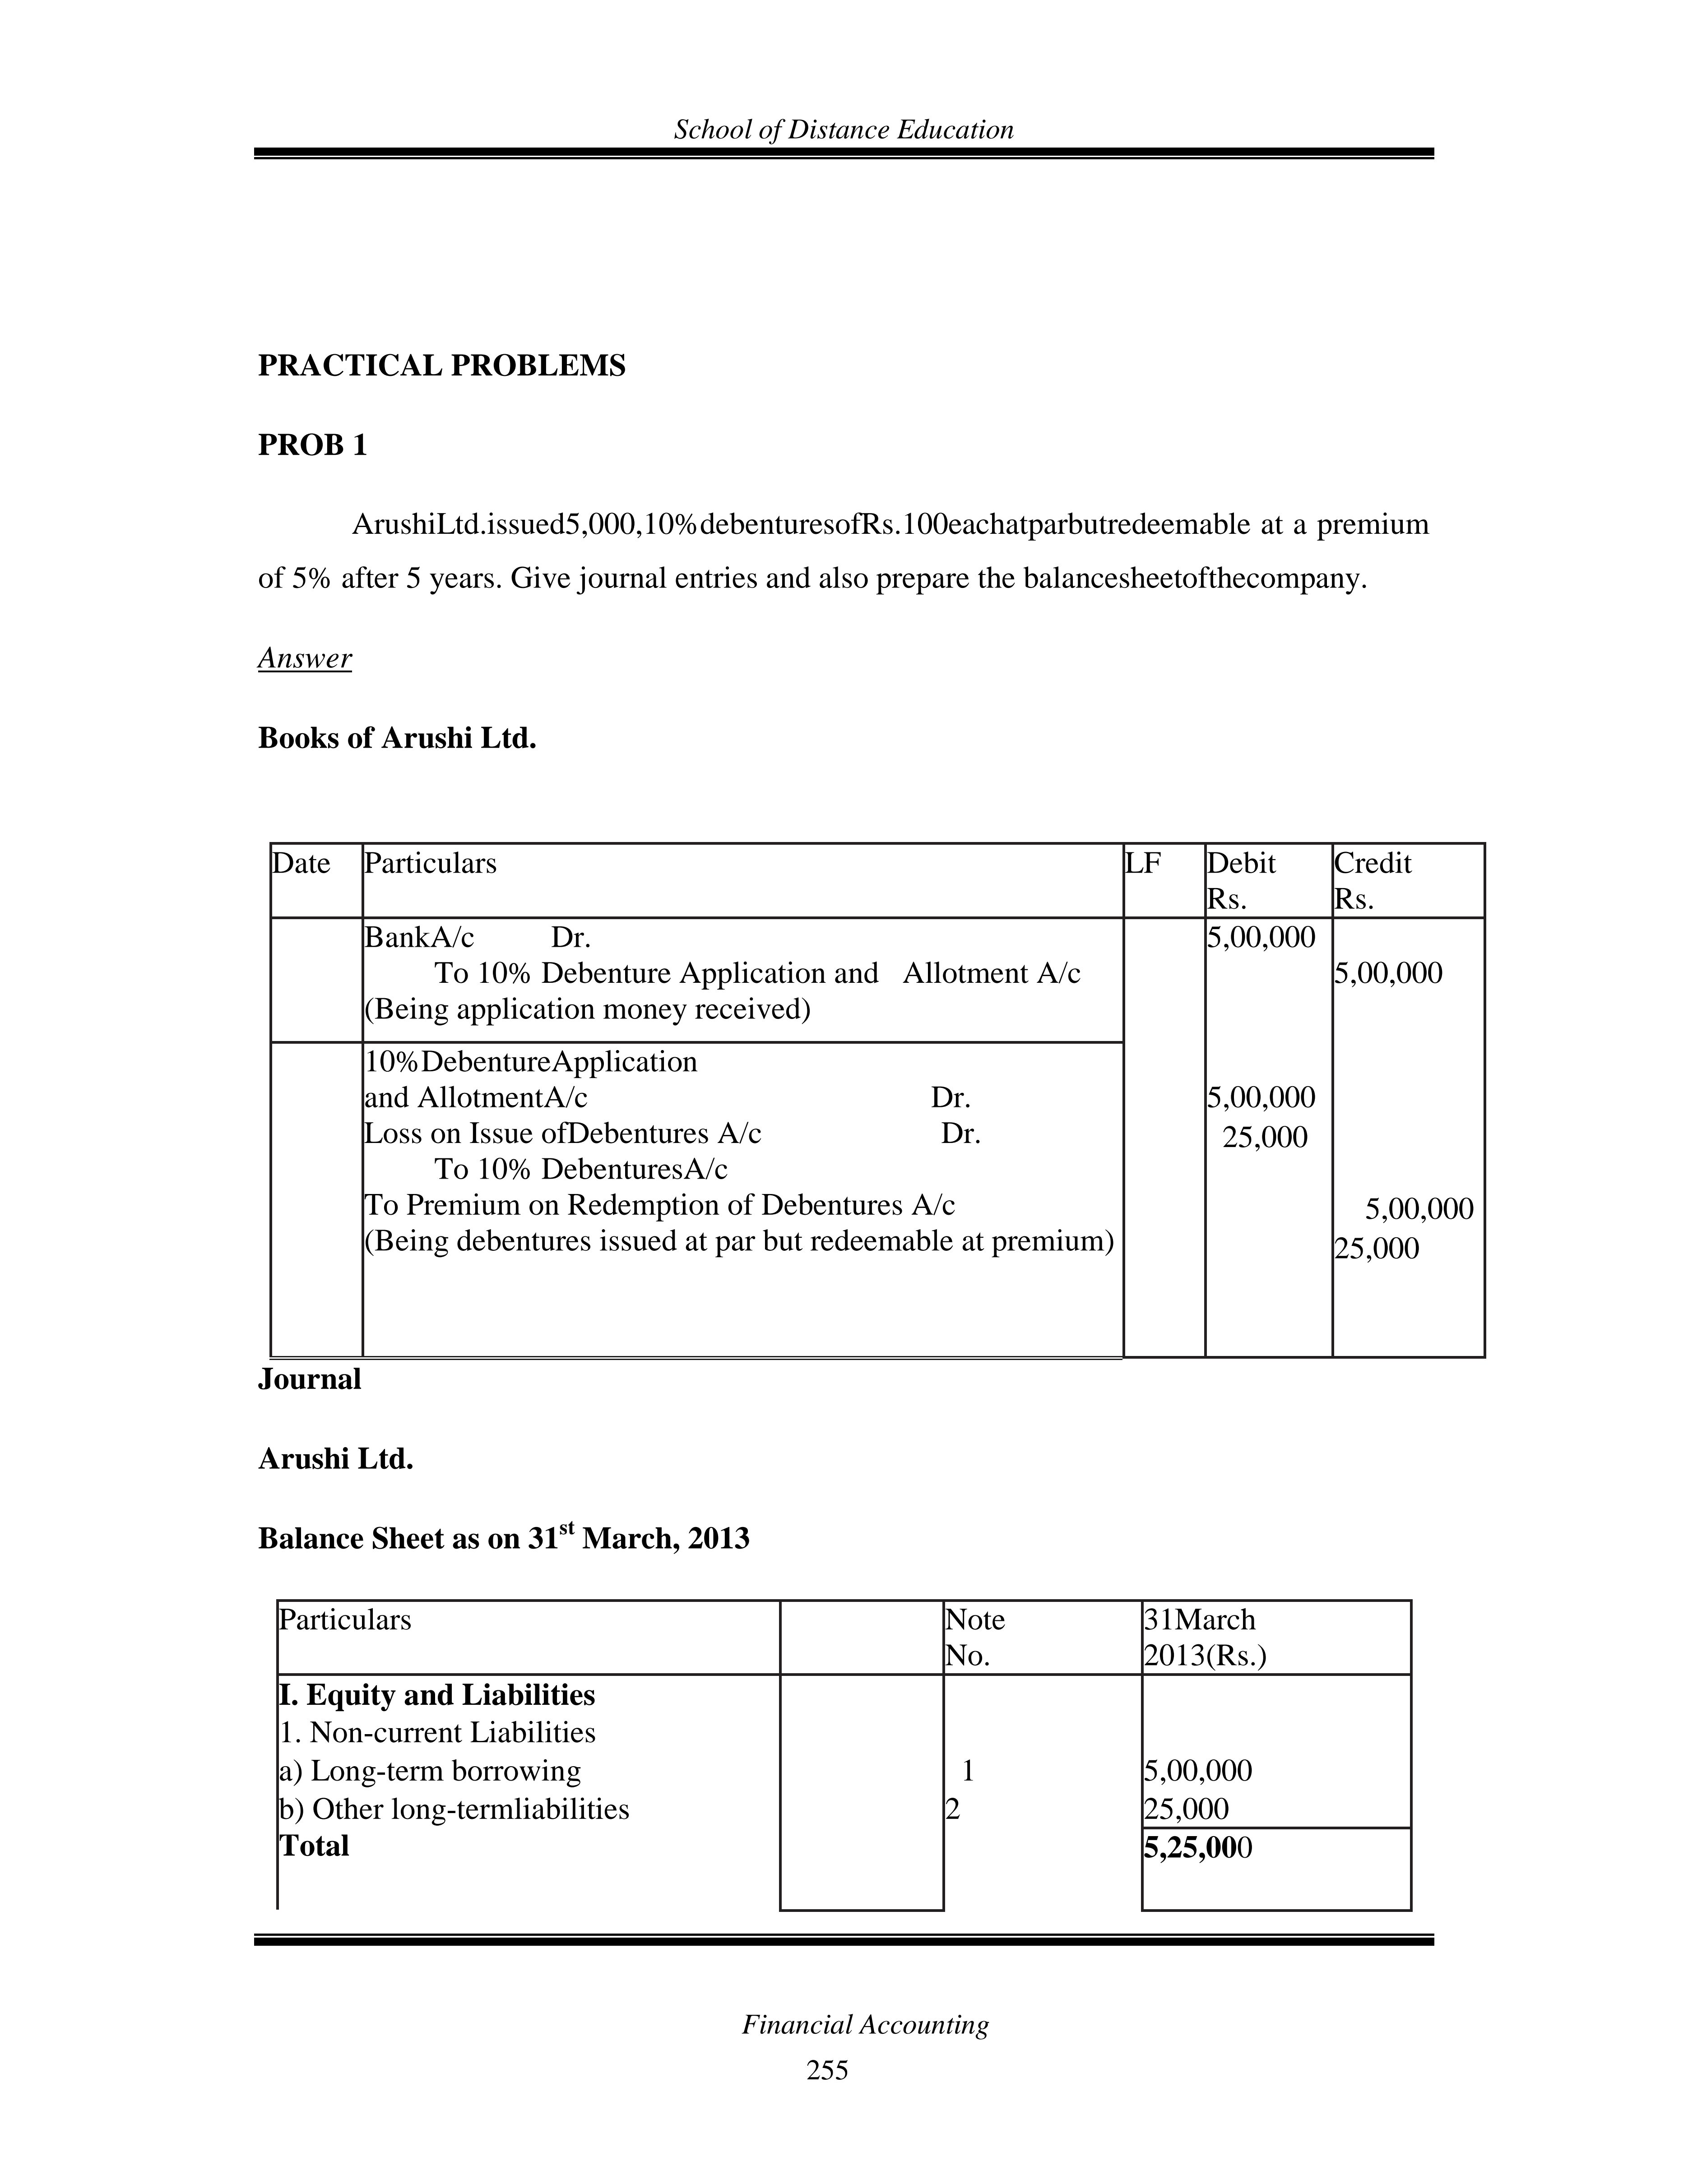 School of Distance Education
PRACTICAL PROBLEMS
PROB 1
ArushiLtd.issued5,000,10%debenturesofRs.100eachatparbutredeemable at a premium
of 5% after 5 years. Give journal entries and also prepare the balancesheetofthecompany.
Answer
Books of Arushi Ltd.
Date Particulars LF Debit Rs. Credit Rs.
BankA/c Dr. 5,00,000
To 10% Debenture Application and Allotment A/c 5,00,000
(Being application money received)
10%DebentureApplication
and AllotmentA/c Dr. 5,00,000
Loss on Issue ofDebentures A/c Dr. 25,000
To 10% DebenturesA/c
To Premium on Redemption of Debentures A/c 5,00,000
(Being debentures issued at par but redeemable at premium) 25,000
Journal
Arushi Ltd.
Balance Sheet as on 31st March, 2013
Particulars Note No. 31March 2013(Rs.)
I. Equity and Liabilities
1. Non-current Liabilities
a) Long-term borrowing 1 5,00,000
b) Other long-termliabilities 2 25,000
Total 5,25,000
Financial Accounting
255